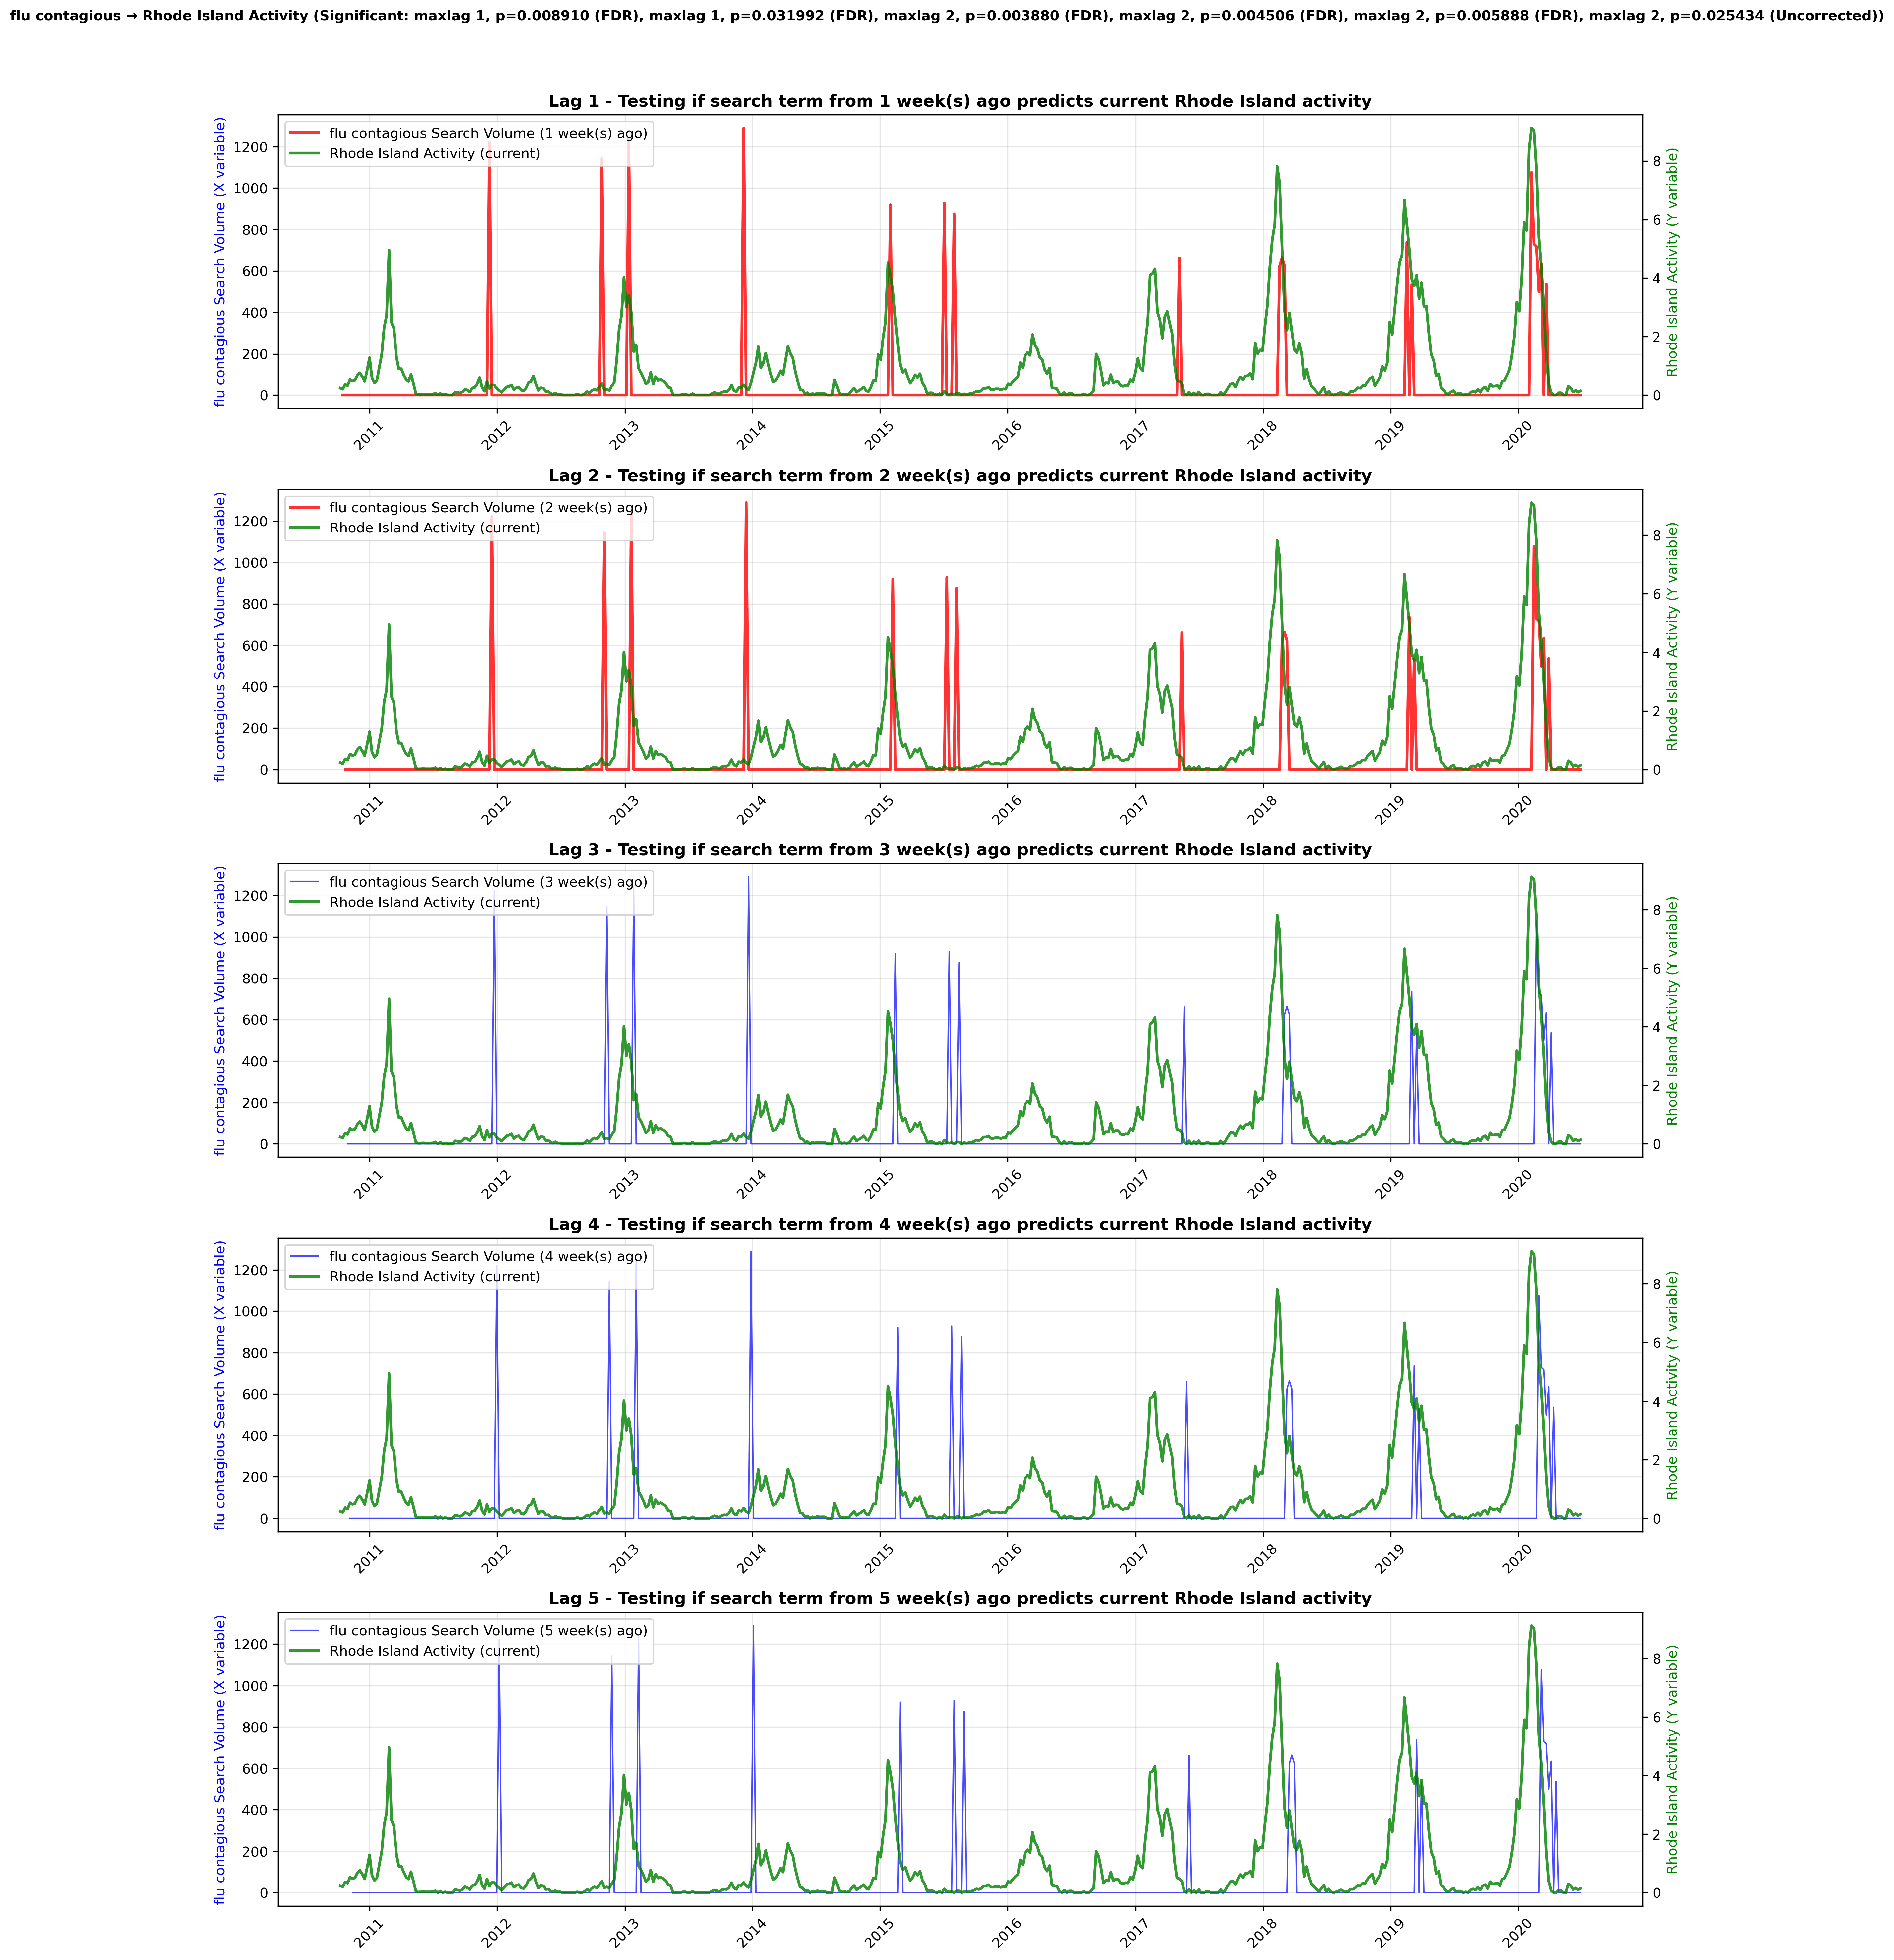 flu contagious → Rhode Island Activity (Significant: maxlag 1, p=0.008910 (FDR), maxlag 1, p=0.031992 (FDR), maxlag 2, p=0.003880 (FDR), maxlag 2, p=0.004506 (FDR), maxlag 2, p=0.005888 (FDR), maxlag 2, p=0.025434 (Uncorrected))
Lag 1 - Testing if search term from 1 week(s) ago predicts current Rhode Island activity
flu contagious Search Volume (1 week(s) ago)
Rhode Island Activity (current)
flu contagious Search Volume (X variable)
1200
1000
800
600
400
200
0
8
6
4
2
0
Rhode Island Activity (Y variable)
2011 2012 2013 2014 2015 2016 2017 2018 2019 2020
Lag 2 - Testing if search term from 2 week(s) ago predicts current Rhode Island activity
flu contagious Search Volume (2 week(s) ago)
Rhode Island Activity (current)
flu contagious Search Volume (X variable)
1200
1000
800
600
400
200
0
8
6
4
2
0
Rhode Island Activity (Y variable)
2011 2012 2013 2014 2015 2016 2017 2018 2019 2020
Lag 3 - Testing if search term from 3 week(s) ago predicts current Rhode Island activity
flu contagious Search Volume (3 week(s) ago)
Rhode Island Activity (current)
flu contagious Search Volume (X variable)
1200
1000
800
600
400
200
0
8
6
4
2
0
Rhode Island Activity (Y variable)
2011 2012 2013 2014 2015 2016 2017 2018 2019 2020
Lag 4 - Testing if search term from 4 week(s) ago predicts current Rhode Island activity
flu contagious Search Volume (4 week(s) ago)
Rhode Island Activity (current)
flu contagious Search Volume (X variable)
1200
1000
800
600
400
200
0
8
6
4
2
0
Rhode Island Activity (Y variable)
2011 2012 2013 2014 2015 2016 2017 2018 2019 2020
Lag 5 - Testing if search term from 5 week(s) ago predicts current Rhode Island activity
flu contagious Search Volume (5 week(s) ago)
Rhode Island Activity (current)
flu contagious Search Volume (X variable)
1200
1000
800
600
400
200
0
8
6
4
2
0
Rhode Island Activity (Y variable)
2011 2012 2013 2014 2015 2016 2017 2018 2019 2020